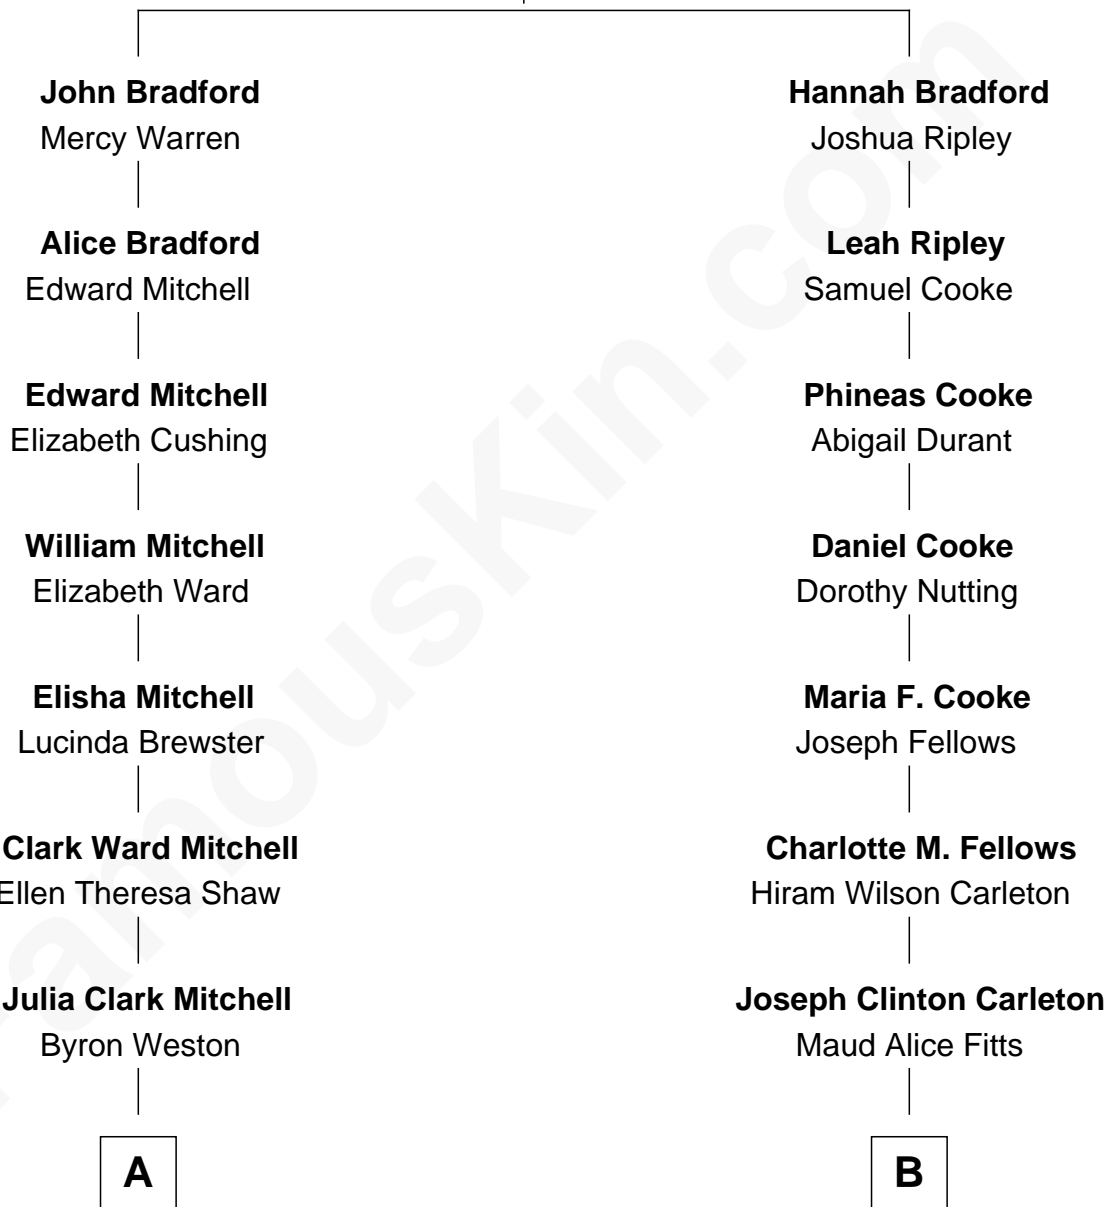 John Bradford
Mercy Warren
Alice Bradford
Edward Mitchell
Edward Mitchell
Elizabeth Cushing
William Mitchell
Elizabeth Ward
Elisha Mitchell
Lucinda Brewster
Clark Ward Mitchell
Ellen Theresa Shaw
Julia Clark Mitchell
Byron Weston
A
Hannah Bradford
Joshua Ripley
Leah Ripley
Samuel Cooke
Phineas Cooke
Abigail Durant
Daniel Cooke
Dorothy Nutting
Maria F. Cooke
Joseph Fellows
Charlotte M. Fellows
Hiram Wilson Carleton
Joseph Clinton Carleton
Maud Alice Fitts
B
FamousKin.com